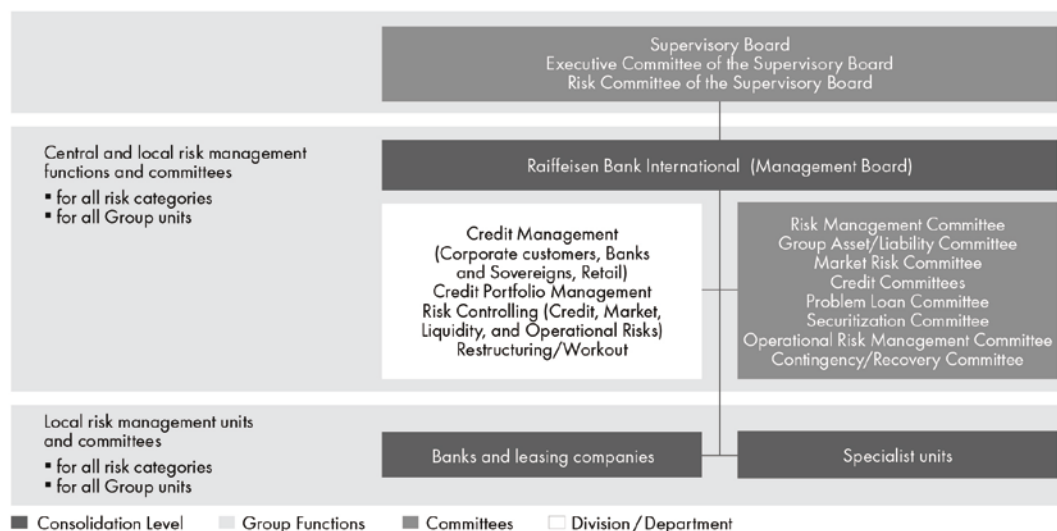 Supervisory Board
Executive Committee of the Supervisory Board
Risk Committee of the Supervisory Board
Central and local risk management
functions and committees
▪ for all risk categories
▪ for all Group units
Raiffeisen Bank International (Management Board)
Credit Management
(Corporate customers, Banks
and Sovereigns, Retail)
Credit Portfolio Management
Risk Controlling (Credit, Market,
Liquidity, and Operational Risks)
Restructuring/Workout
Risk Management Committee
Group Asset/Liability Committee
Market Risk Committee
Credit Committees
Problem Loan Committee
Securitization Committee
Operational Risk Management Committee
Contingency/Recovery Committee
Local risk management units
and committees
▪ for all risk categories
▪ for all Group units
Banks and leasing companies
Specialist units
Consolidation Level
Group Functions
Committees
Division/Department